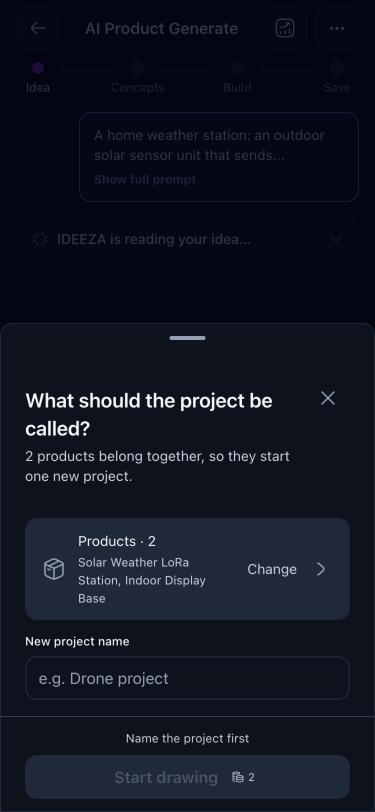 AI Product Generate
Idea
Concepts
Build
Save
A home weather station: an outdoor
solar sensor unit that sends...
Show full prompt
IDEEZA is reading your idea...
What should the project be
called?
2 products belong together, so they start
one new project.
Products · 2
Solar Weather LoRa
Station, Indoor Display
Base
Change
New project name
e.g. Drone project
Name the project first
Start drawing
2